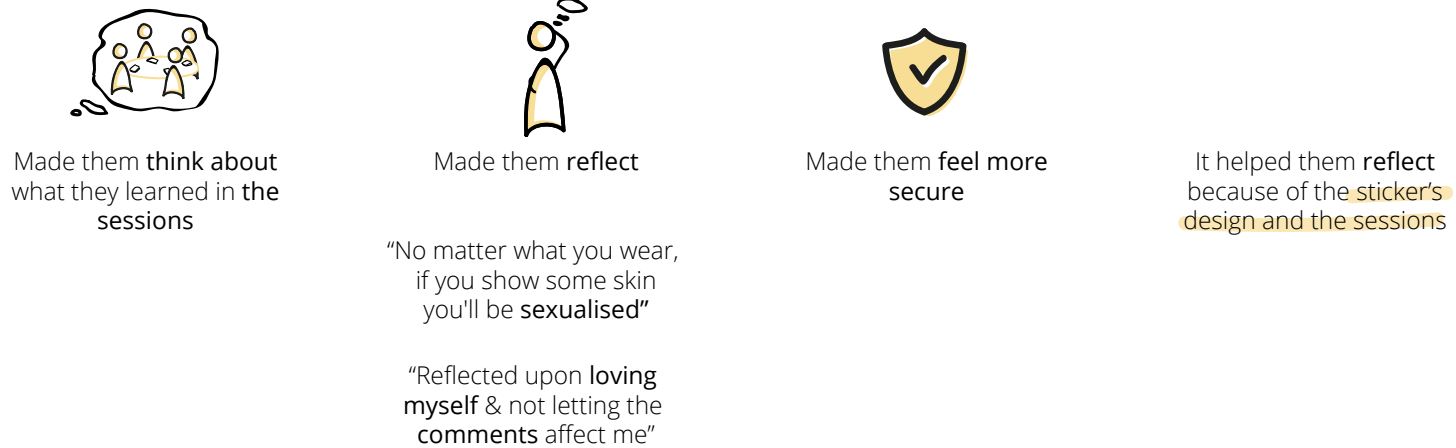 Made them think about
what they learned in the
sessions
Made them reflect
“No matter what you wear,
if you show some skin
you'll be sexualised”
“Reflected upon loving
myself & not letting the
comments affect me”
Made them feel more
secure
It helped them reflect
because of the sticker’s
design and the sessions